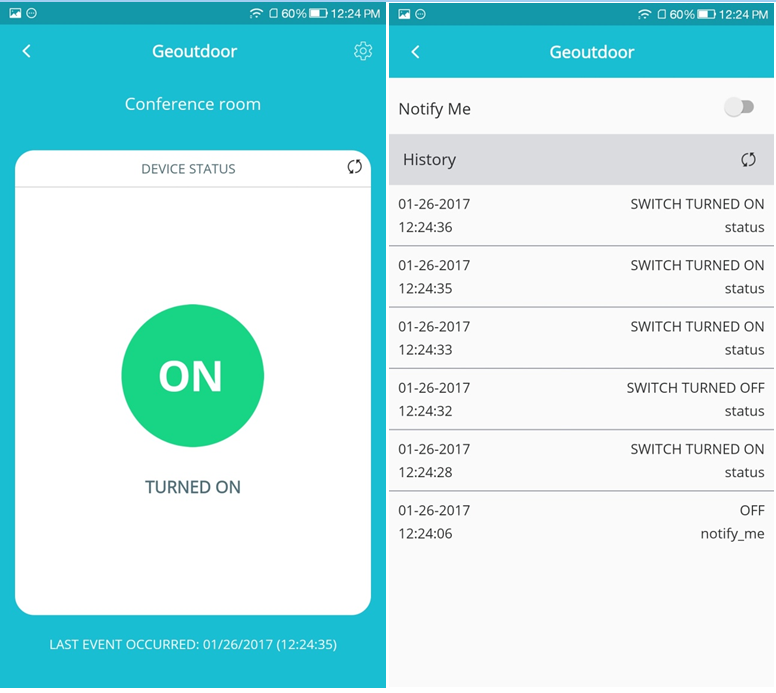 60% 12:24 PM
Geoutdoor
Conference room
DEVICE STATUS
ON
TURNED ON
LAST EVENT OCCURRED: 01/26/2017 (12:24:35)
60% 12:24 PM
Geoutdoor
Notify Me
History
01-26-2017 SWITCH TURNED ON
12:24:36 status
01-26-2017 SWITCH TURNED ON
12:24:35 status
01-26-2017 SWITCH TURNED ON
12:24:33 status
01-26-2017 SWITCH TURNED OFF
12:24:32 status
01-26-2017 SWITCH TURNED ON
12:24:28 status
01-26-2017 OFF
12:24:06 notify_me